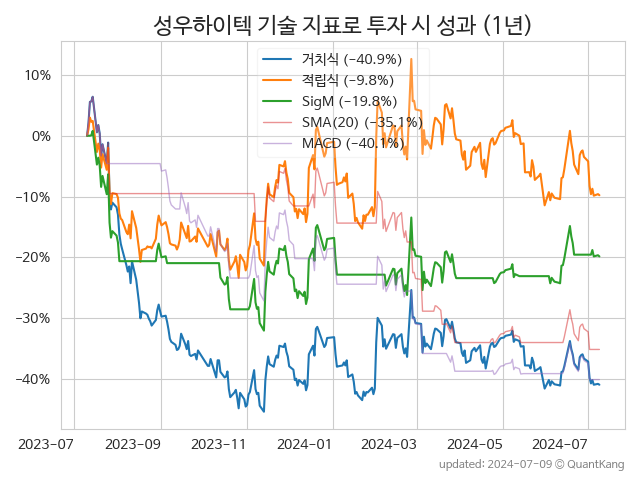 성우하이텍 기술 지표로 투자 시 성과 (1년)
거치식 (−40.9%)
적립식 (−9.8%)
SigM (−19.8%)
SMA(20) (−35.1%)
MACD (−40.1%)
10%
0%
−10%
−20%
−30%
−40%
2023-07
2023-09
2023-11
2024-01
2024-03
2024-05
2024-07
updated: 2024-07-09 ⓒ QuantKang